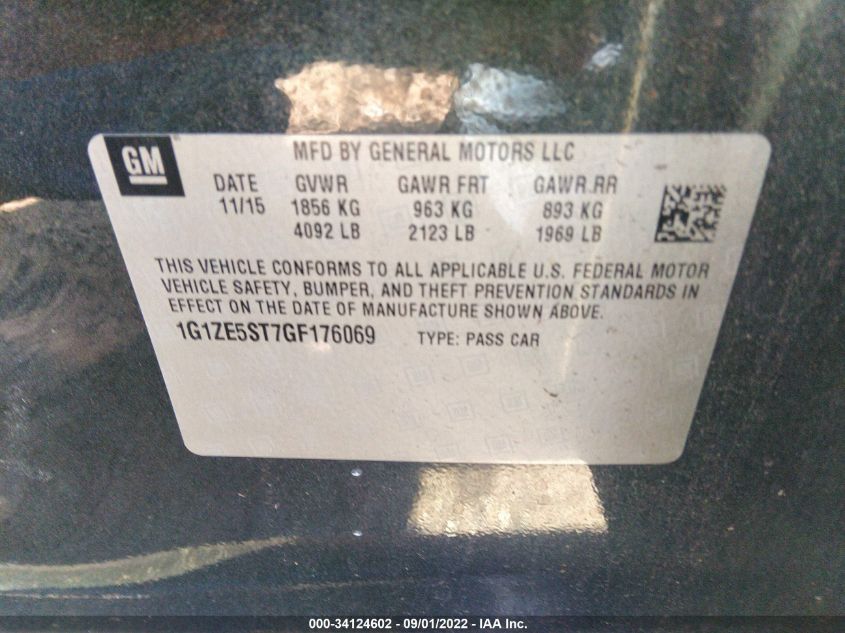 GM
MFD BY GENERAL MOTORS LLC
DATE GVWR GAWR FRT GAWR RR
11/15 1856 KG 963 KG 893 KG
4092 LB 2123 LB 1969 LB
THIS VEHICLE CONFORMS TO ALL APPLICABLE U.S. FEDERAL MOTOR
VEHICLE SAFETY, BUMPER, AND THEFT PREVENTION STANDARDS IN
EFFECT ON THE DATE OF MANUFACTURE SHOWN ABOVE.
1G1ZE5ST7GF176069 TYPE: PASS CAR
000-34124602 - 09/01/2022 - IAA Inc.